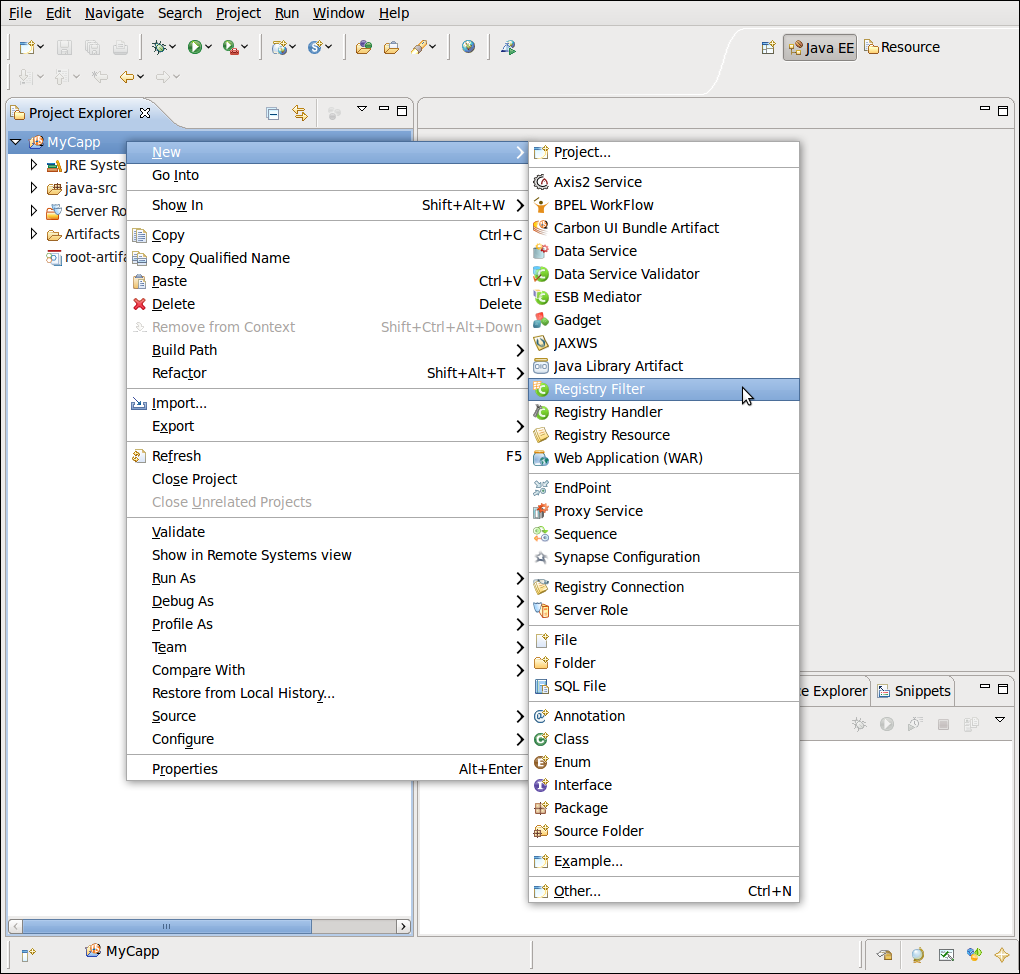 File Edit Navigate Search Project Run Window Help
Java EE Resource
Project Explorer
MyCapp
JRE Syste
java-src
Server Ro
Artifacts
root-artifa
New
Go Into
Show In Shift+Alt+W
Copy Ctrl+C
Copy Qualified Name
Paste Ctrl+V
Delete Delete
Remove from Context Shift+Ctrl+Alt+Down
Build Path
Refactor Shift+Alt+T
Import...
Export
Refresh F5
Close Project
Close Unrelated Projects
Validate
Show in Remote Systems view
Run As
Debug As
Profile As
Team
Compare With
Restore from Local History...
Source
Configure
Properties Alt+Enter
Project...
Axis2 Service
BPEL WorkFlow
Carbon UI Bundle Artifact
Data Service
Data Service Validator
ESB Mediator
Gadget
JAXWS
Java Library Artifact
Registry Filter
Registry Handler
Registry Resource
Web Application (WAR)
EndPoint
Proxy Service
Sequence
Synapse Configuration
Registry Connection
Server Role
File
Folder
SQL File
Annotation
Class
Enum
Interface
Package
Source Folder
Example...
Other... Ctrl+N
e Explorer Snippets
MyCapp